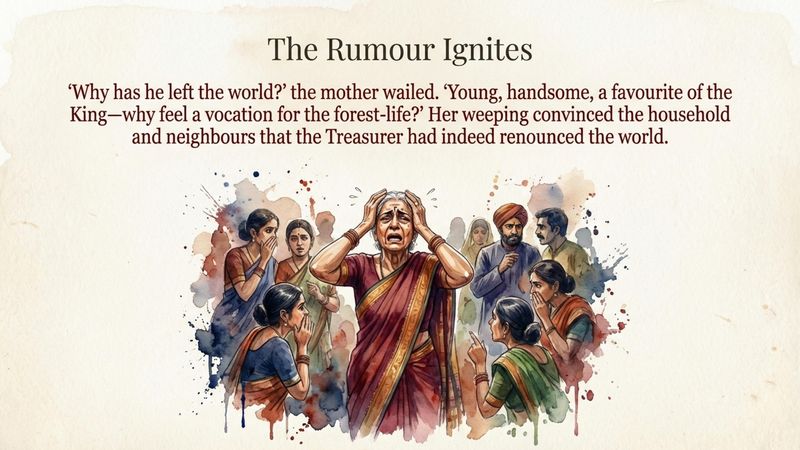 The Rumour Ignites
‘Why has he left the world?’ the mother wailed. ‘Young, handsome, a favourite of the
King—why feel a vocation for the forest-life?’ Her weeping convinced the household
and neighbours that the Treasurer had indeed renounced the world.